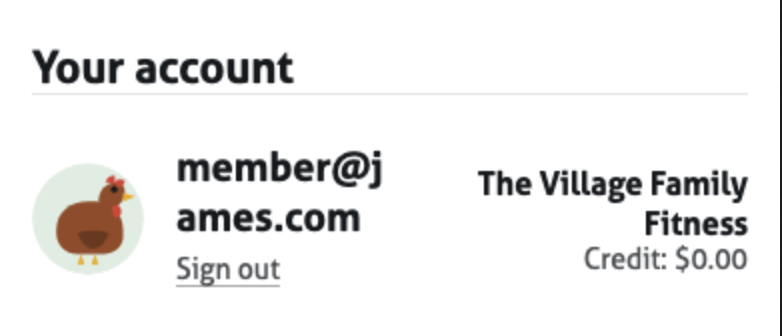 Your account
member@j
ames.com
Sign out
The Village Family
Fitness
Credit: $0.00